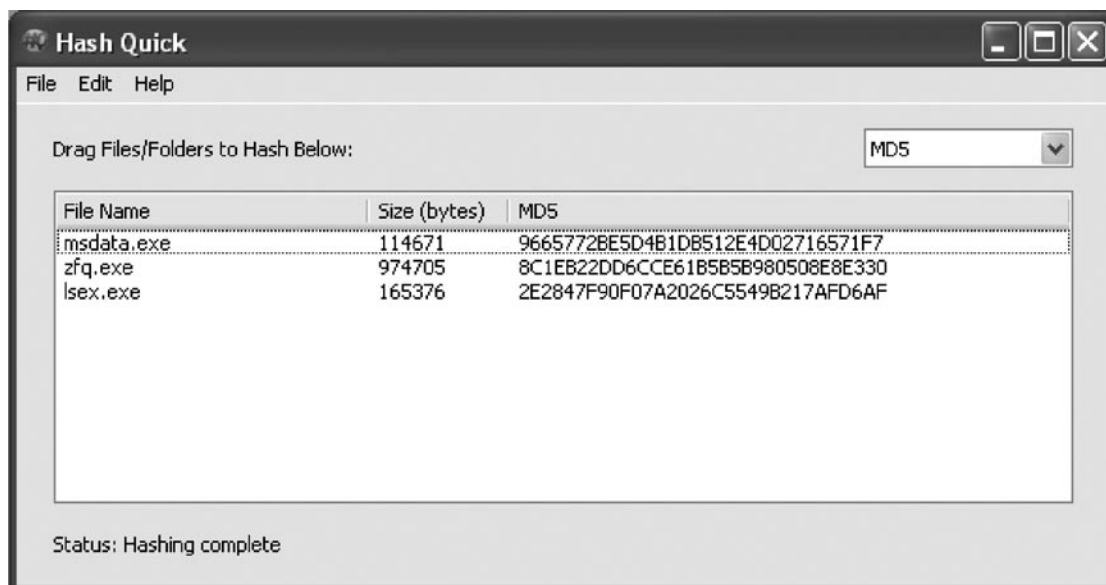 Hash Quick
File Edit Help
Drag Files/Folders to Hash Below: MD5
File Name Size (bytes) MD5
msdata.exe 114671 9665772BE5D4B1DB512E4D02716571F7
zfq.exe 974705 8C1EB22DD6CCE61B5B5B980508E8E330
lsex.exe 165376 2E2847F90F07A2026C5549B217AFD6AF
Status: Hashing complete